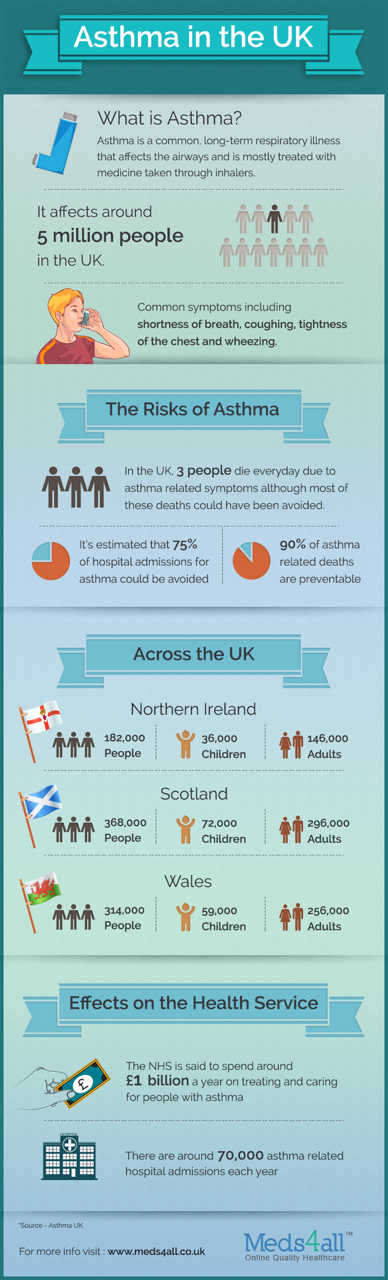 Asthma in the UK
What is Asthma?
Asthma is a common, long-term respiratory illness
that affects the airways and is mostly treated with
medicine taken through inhalers.
It affects around
5 million people
in the UK.
Common symptoms including
shortness of breath, coughing, tightness
of the chest and wheezing.
The Risks of Asthma
In the UK, 3 people die everyday due to
asthma related symptoms although most of
these deaths could have been avoided.
It's estimated that 75%
of hospital admissions for
asthma could be avoided
90% of asthma
related deaths
are preventable
Across the UK
Northern Ireland
182,000
People
36,000
Children
146,000
Adults
Scotland
368,000
People
72,000
Children
296,000
Adults
Wales
314,000
People
59,000
Children
256,000
Adults
Effects on the Health Service
£
The NHS is said to spend around
£1 billion a year on treating and caring
for people with asthma
HOSPITAL
There are around 70,000 asthma related
hospital admissions each year
*Source - Asthma UK
For more info visit : www.meds4all.co.uk
Meds4all™
Online Quality Healthcare